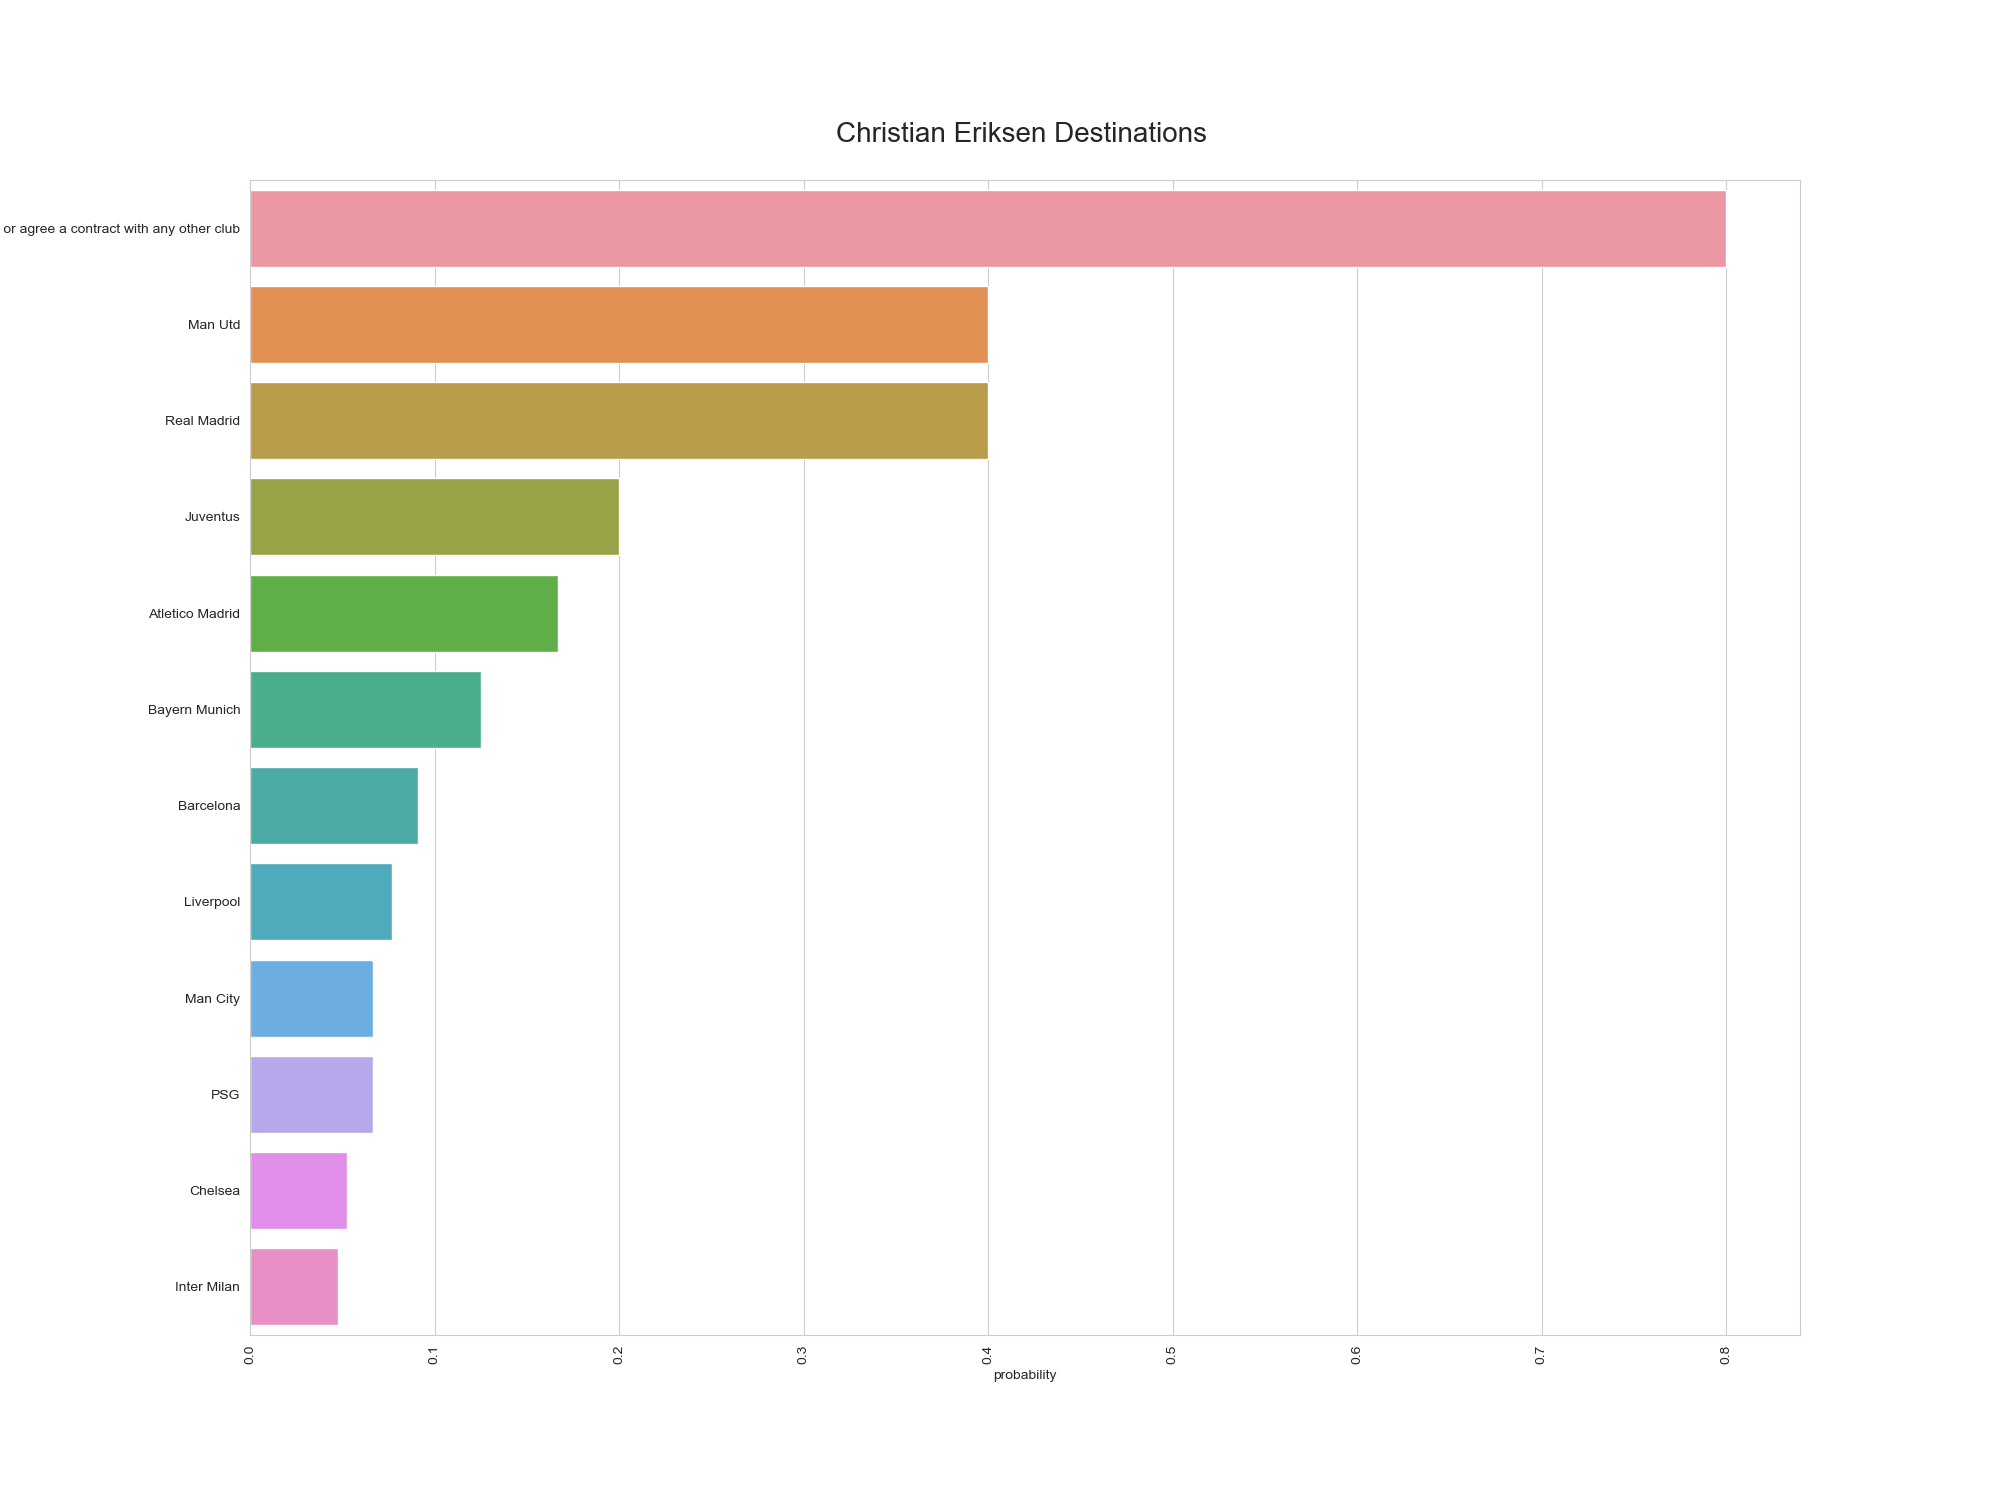 Christian Eriksen Destinations
or agree a contract with any other club
Man Utd
Real Madrid
Juventus
Atletico Madrid
Bayern Munich
Barcelona
Liverpool
Man City
PSG
Chelsea
Inter Milan
0.0 0.1 0.2 0.3 0.4 0.5 0.6 0.7 0.8
probability